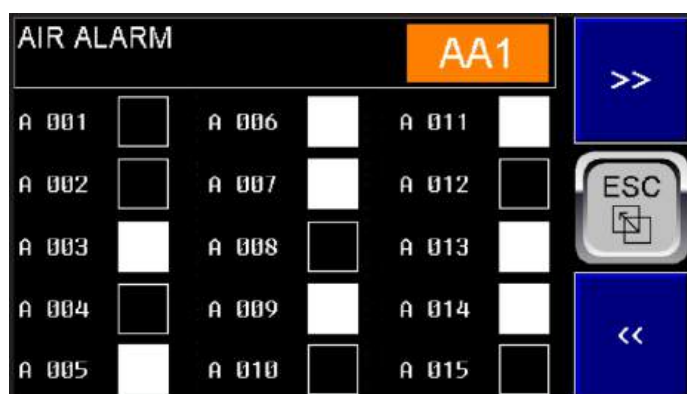 AIR ALARM AA1 >>
A 001 A 006 A 011
A 002 A 007 A 012 ESC
A 003 A 008 A 013
A 004 A 009 A 014 <<
A 005 A 010 A 015